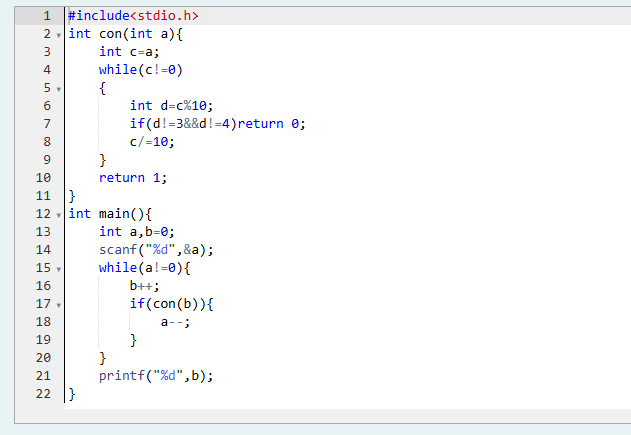 1 #include<stdio.h>
2 int con(int a){
3     int c=a;
4     while(c!=0)
5     {
6         int d=c%10;
7         if(d!=3&&d!=4)return 0;
8         c/=10;
9     }
10     return 1;
11 }
12 int main(){
13     int a,b=0;
14     scanf("%d",&a);
15     while(a!=0){
16         b++;
17         if(con(b)){
18             a--;
19         }
20     }
21     printf("%d",b);
22 }